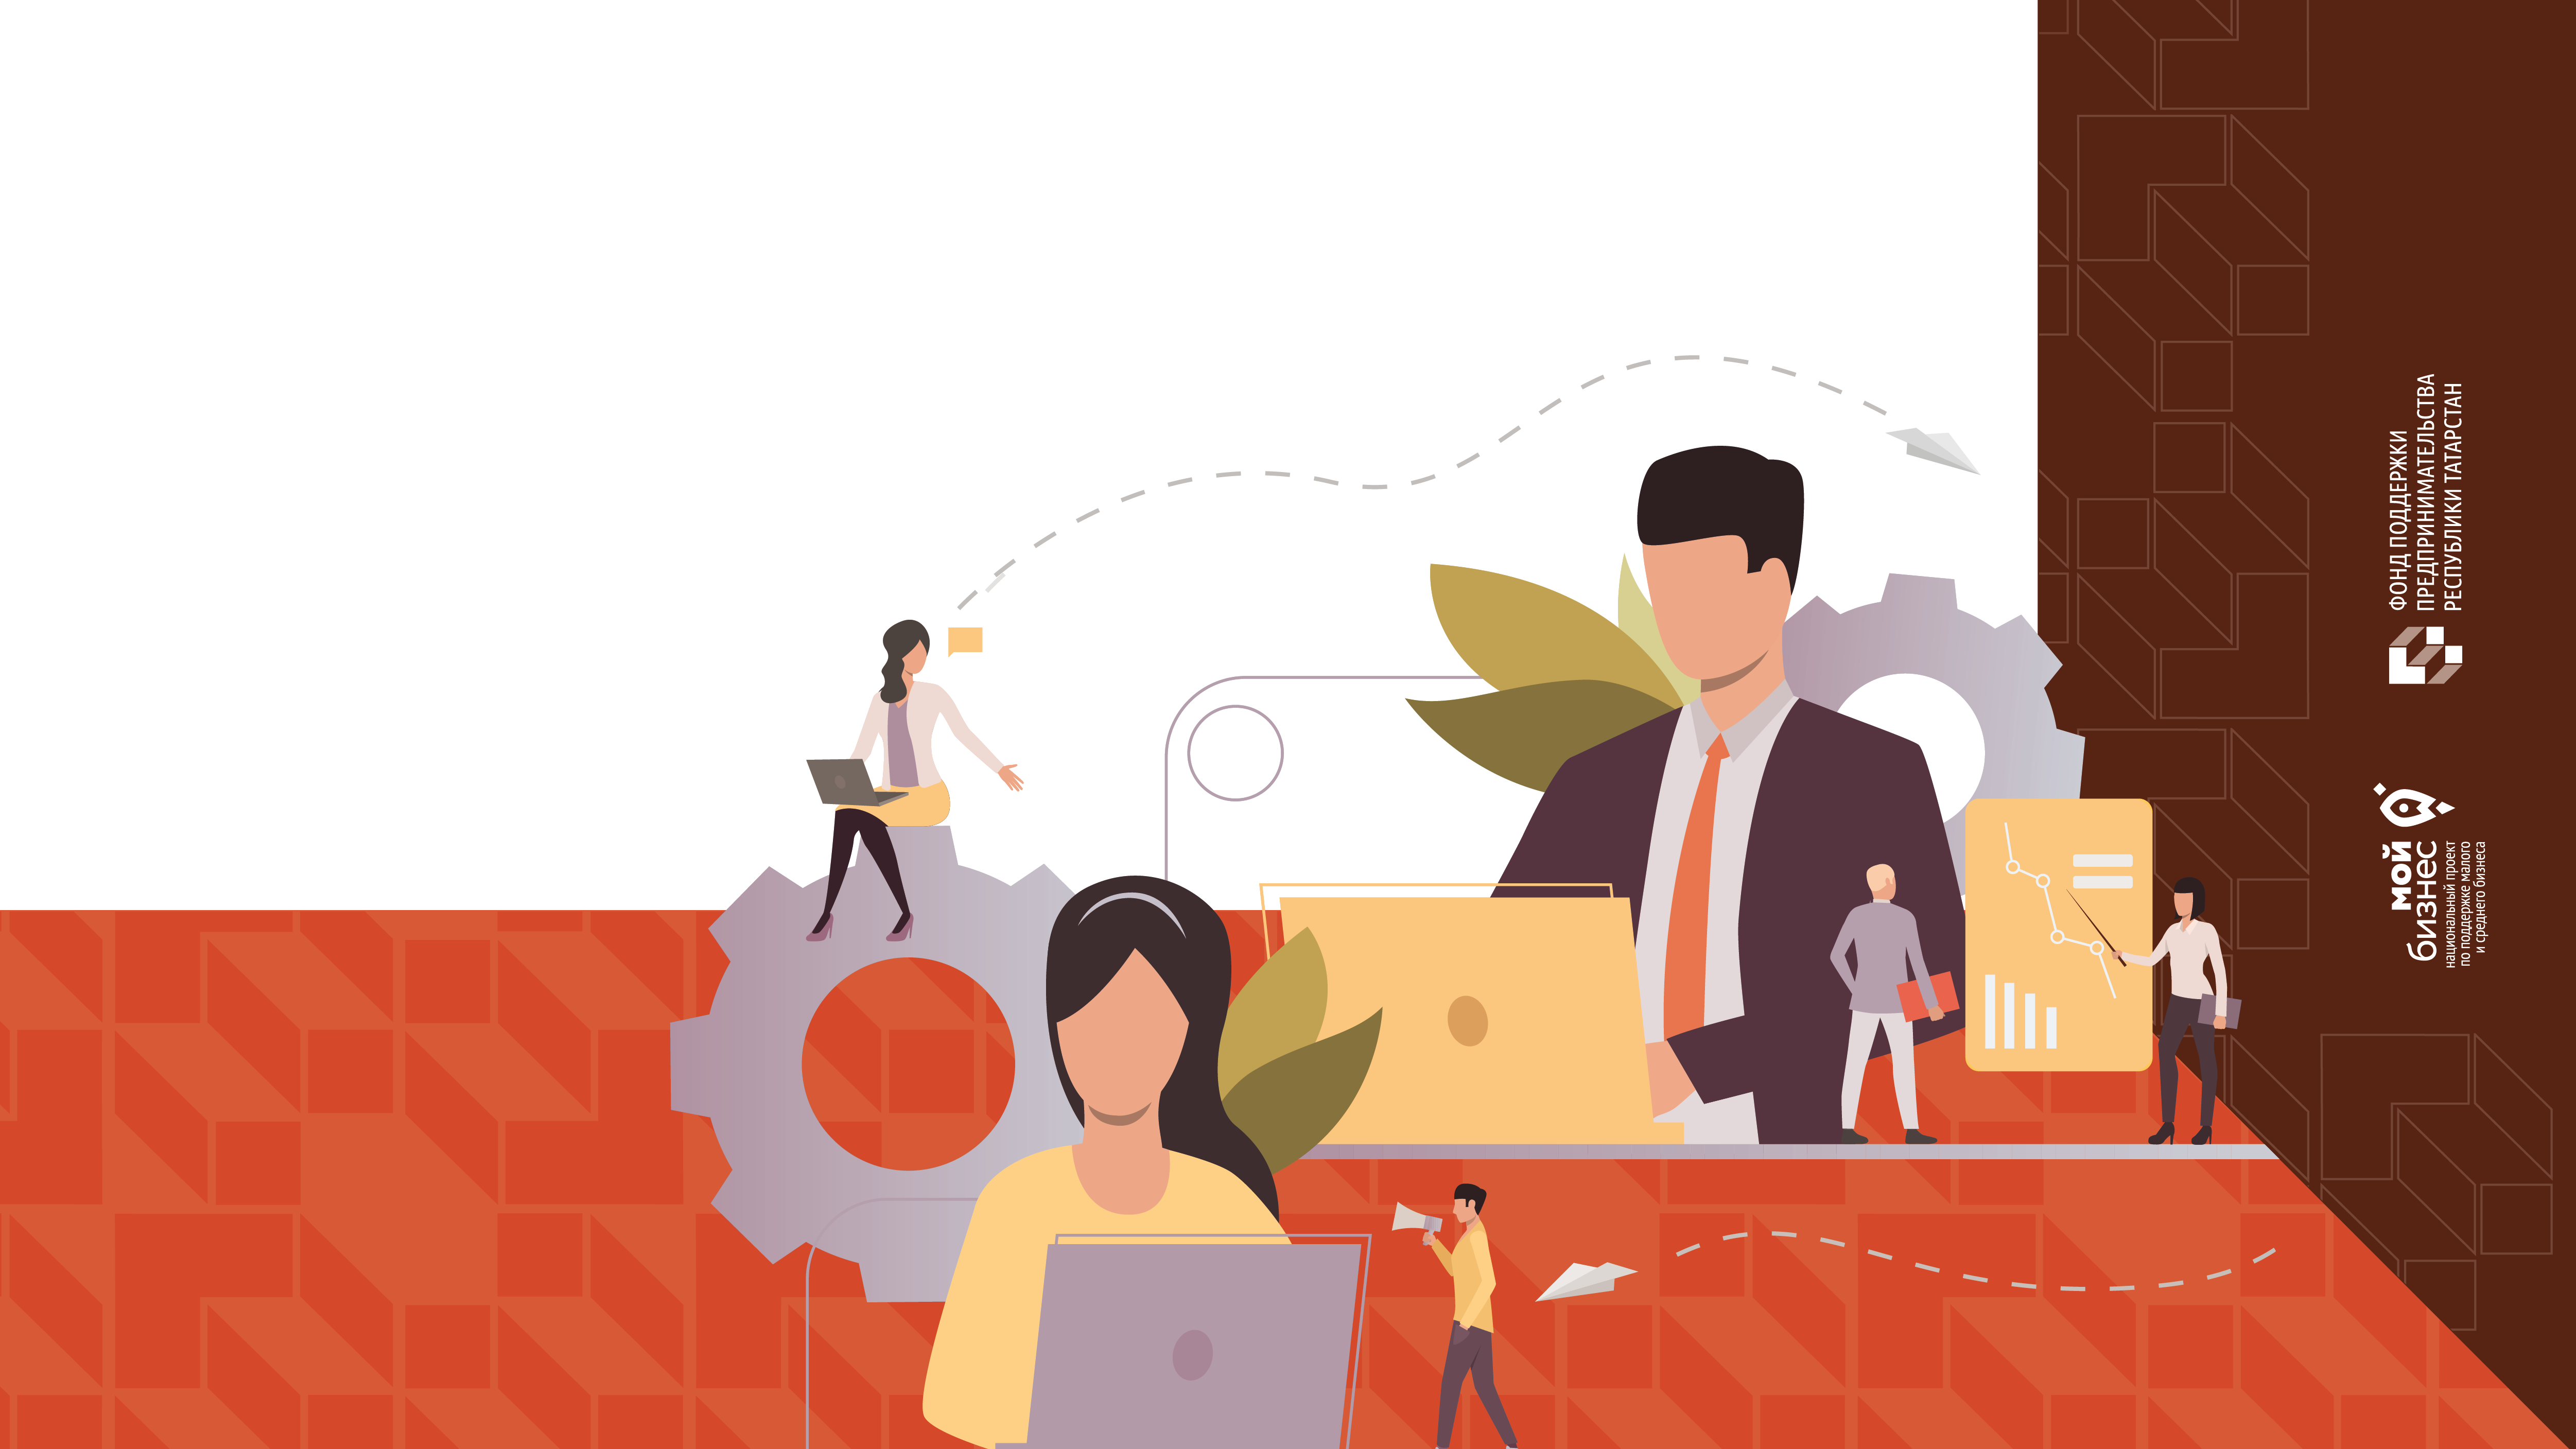 ФОНД ПОДДЕРЖКИ
ПРЕДПРИНИМАТЕЛЬСТВА
РЕСПУБЛИКИ ТАТАРСТАН
мой
бизнес
национальный проект
по поддержке малого
и среднего бизнеса